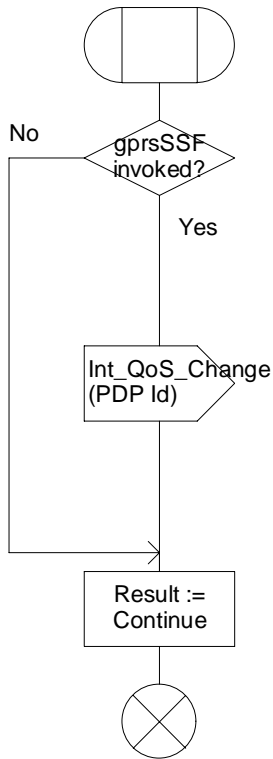 No
gprsSSF
invoked?
Yes
Int_QoS_Change
(PDP Id)
Result :=
Continue